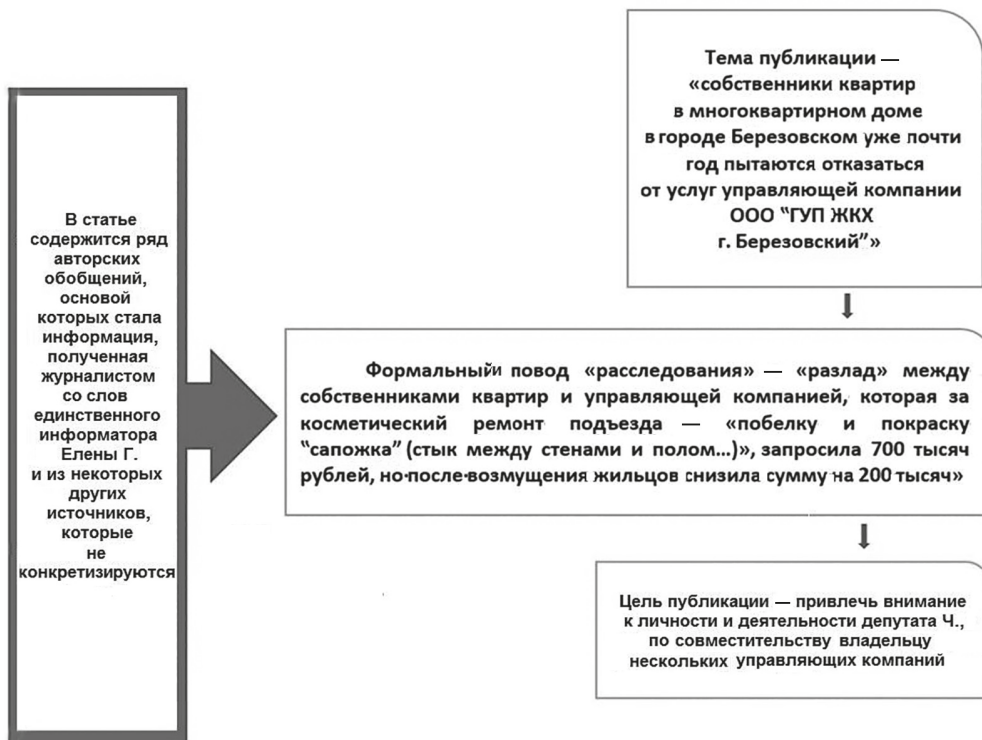 Тема публикации —
«собственники квартир
в многоквартирном доме
в городе Березовском уже почти
год пытаются отказаться
от услуг управляющей компании
ООО "ГУП ЖКХ
г. Березовский"»
В статье
содержится ряд
авторских
обобщений,
основой
которых стала
информация,
полученная
журналистом
со слов
единственного
информатора
Елены Г.
и из некоторых
других
источников,
которые
не
конкретизируются
Формальный повод «расследования» — «разлад» между
собственниками квартир и управляющей компанией, которая за
косметический ремонт подъезда — «побелку и покраску
"сапожка" (стык между стенами и полом…)», запросила 700 тысяч
рублей, но после возмущения жильцов снизила сумму на 200 тысяч»
Цель публикации — привлечь внимание
к личности и деятельности депутата Ч.,
по совместительству владельцу
нескольких управляющих компаний